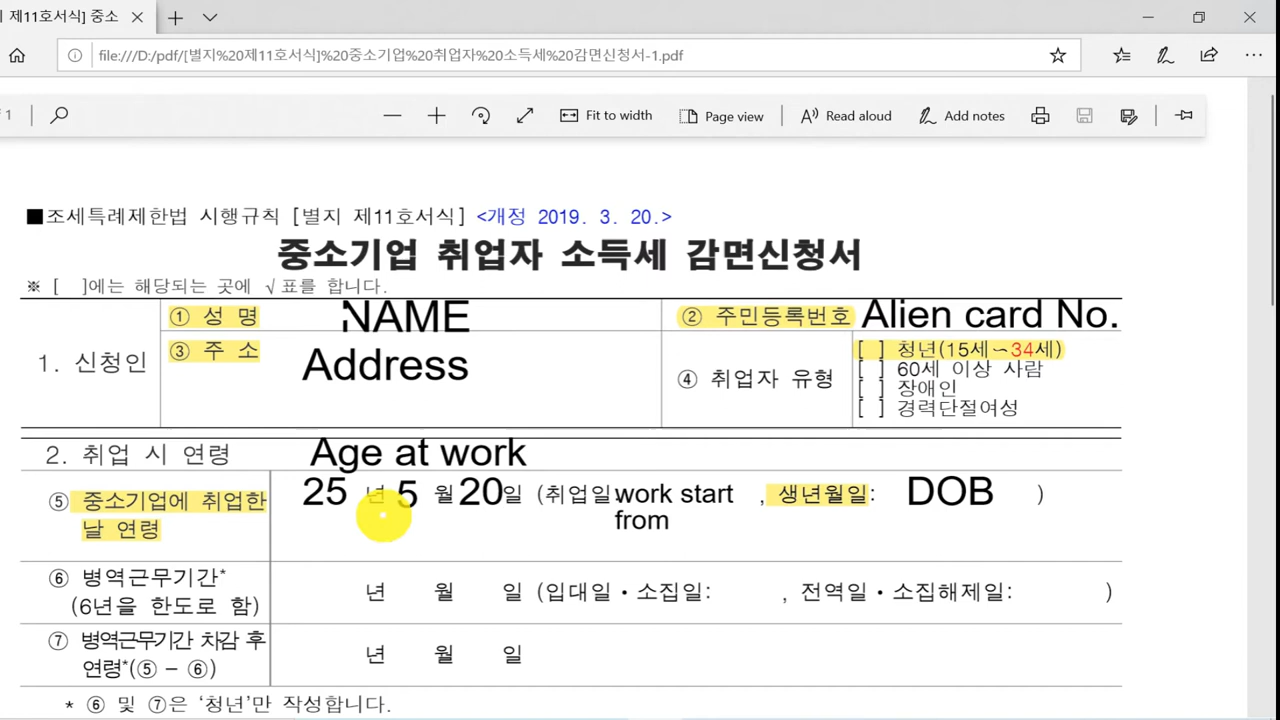 제11호서식] 중소
file:///D:/pdf/[별지%20제11호서식]%20중소기업%20취업자%20소득세%20감면신청서-1.pdf
1 Fit to width Page view Read aloud Add notes
■조세특례제한법 시행규칙 [별지 제11호서식] <개정 2019. 3. 20.>
중소기업 취업자 소득세 감면신청서
※ [ ]에는 해당되는 곳에 √표를 합니다.
1. 신청인
① 성 명 NAME
② 주민등록번호 Alien card No.
③ 주 소 Address
④ 취업자 유형
[ ] 청년(15세~34세)
[ ] 60세 이상 사람
[ ] 장애인
[ ] 경력단절여성
2. 취업 시 연령 Age at work
⑤ 중소기업에 취업한 날 연령
25 년 5 월 20일 (취업일:work start from , 생년월일: DOB )
⑥ 병역근무기간*
(6년을 한도로 함)
년 월 일 (입대일·소집일: , 전역일·소집해제일: )
⑦ 병역근무기간 차감 후
연령*(⑤ - ⑥)
년 월 일
* ⑥ 및 ⑦은 '청년'만 작성합니다.